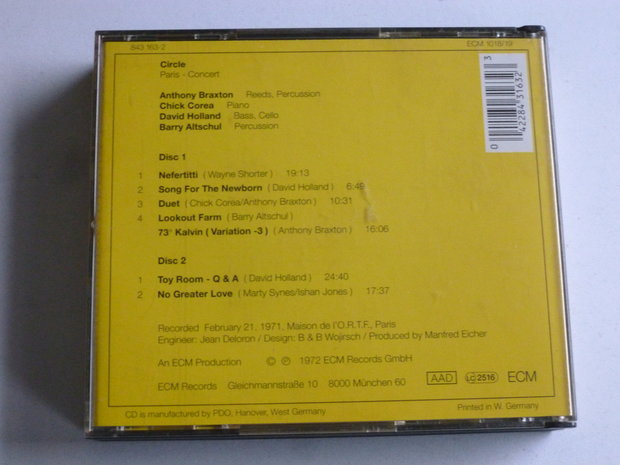 843 163-2 ECM 1018/19
Circle
Paris - Concert
Anthony Braxton Reeds, Percussion
Chick Corea Piano
David Holland , Bass, Cello
Barry Altschul Percussion
Disc 1
1 Nefertitti ( Wayne Shorter ) 19:13
2 Song For The Newborn ( David Holland ) 6:49
3 Duet ( Chick Corea/Anthony Braxton ) 10:31
4 Lookout Farm ( Barry Altschul )
73° Kalvin ( Variation -3 ) ( Anthony Braxton ) 16:06
Disc 2
1 Toy Room - Q & A ( David Holland ) 24:40
2 No Greater Love ( Marty Synes/Ishan Jones ) 17:37
Recorded February 21. 1971, Maison de l'O.R.T.F., Paris
Engineer: Jean Deloron / Design: B & B Wojirsch / Produced by Manfred Eicher
An ECM Production © ℗ 1972 ECM Records GmbH
ECM Records Gleichmannstraße 10 8000 München 60 AAD LC 2516 ECM
CD is manufactured by PDO, Hanover, West Germany Printed in W. Germany
0 42284 31632 3